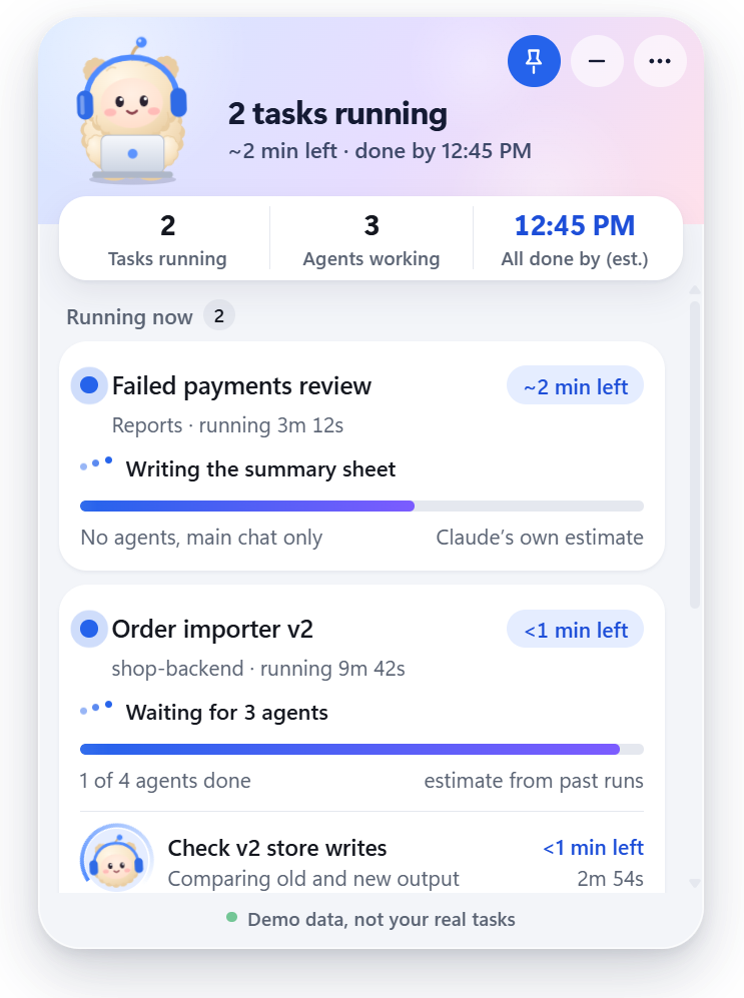 2 tasks running
~2 min left · done by 12:45 PM
2
Tasks running
3
Agents working
12:45 PM
All done by (est.)
Running now 2
Failed payments review
~2 min left
Reports · running 3m 12s
Writing the summary sheet
No agents, main chat only
Claude’s own estimate
Order importer v2
<1 min left
shop-backend · running 9m 42s
Waiting for 3 agents
1 of 4 agents done
estimate from past runs
Check v2 store writes
<1 min left
Comparing old and new output
2m 54s
Demo data, not your real tasks